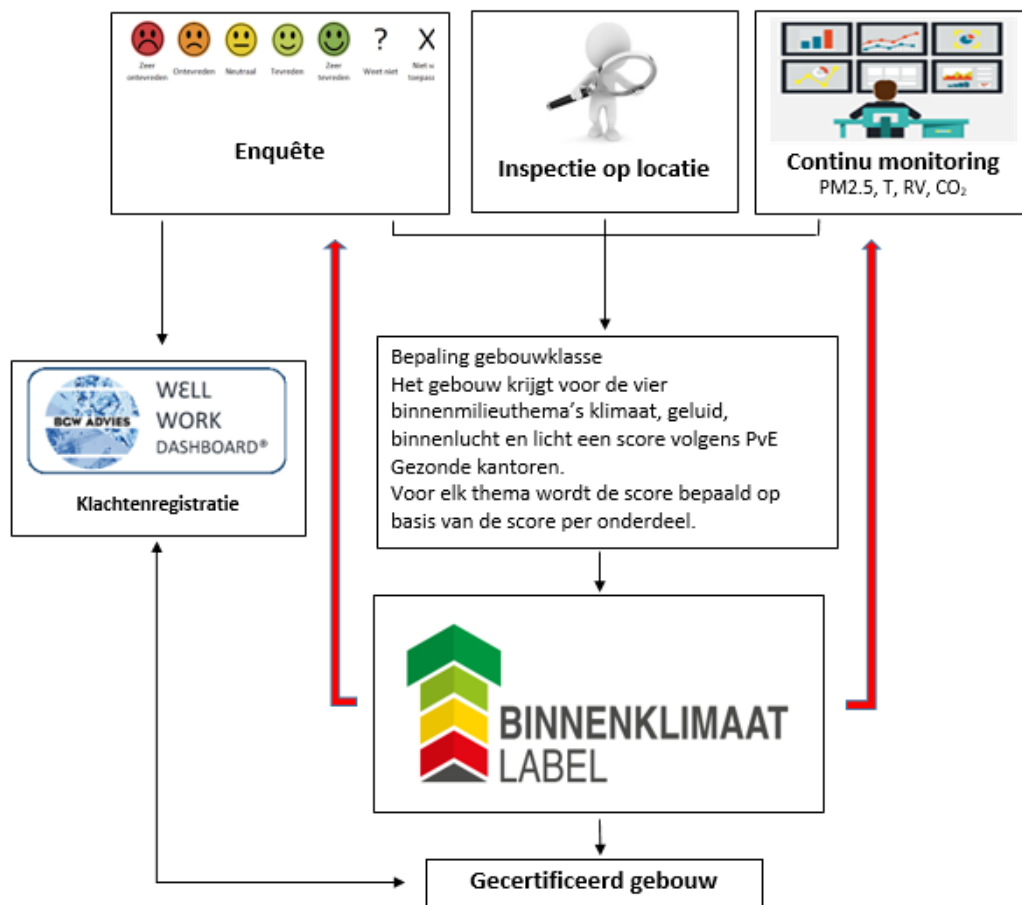 Zeer
ontevreden
Ontevreden
Neutraal
Tevreden
Zeer
tevreden
?
Weet niet
X
Niet v
toepass
Enquête
Inspectie op locatie
Continu monitoring
PM2.5, T, RV, CO₂
BGW ADVIES
WELL
WORK
DASHBOARD®
Klachtenregistratie
Bepaling gebouwklasse
Het gebouw krijgt voor de vier
binnenmilieuthema's klimaat, geluid,
binnenlucht en licht een score volgens PvE
Gezonde kantoren.
Voor elk thema wordt de score bepaald op
basis van de score per onderdeel.
BINNENKLIMAAT
LABEL
Gecertificeerd gebouw